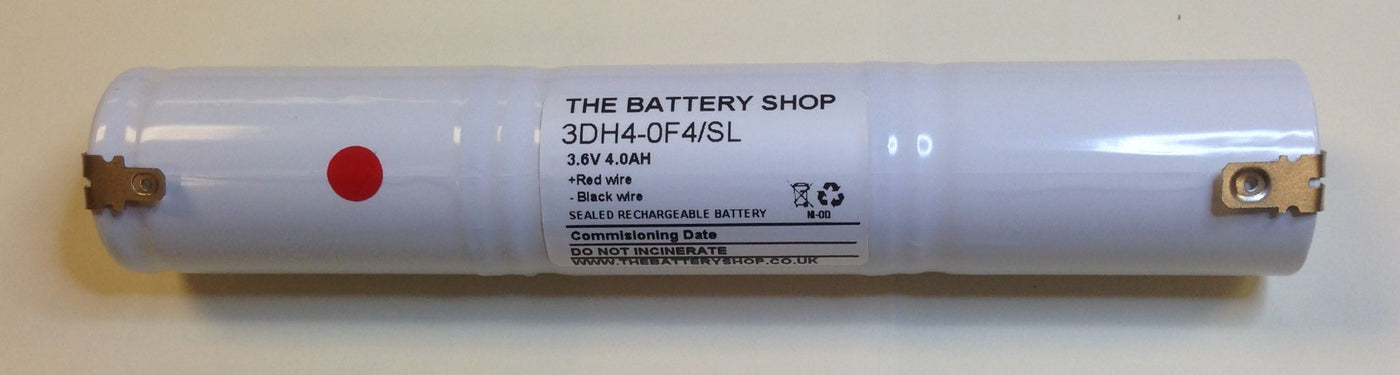 THE BATTERY SHOP
3DH4-0F4/SL
3.6V 4.0AH
+Red wire
- Black wire
SEALED RECHARGEABLE BATTERY
NI-OD
Commisioning Date
DO NOT INCINERATE
WWW.THEBATTERYSHOP.CO.UK